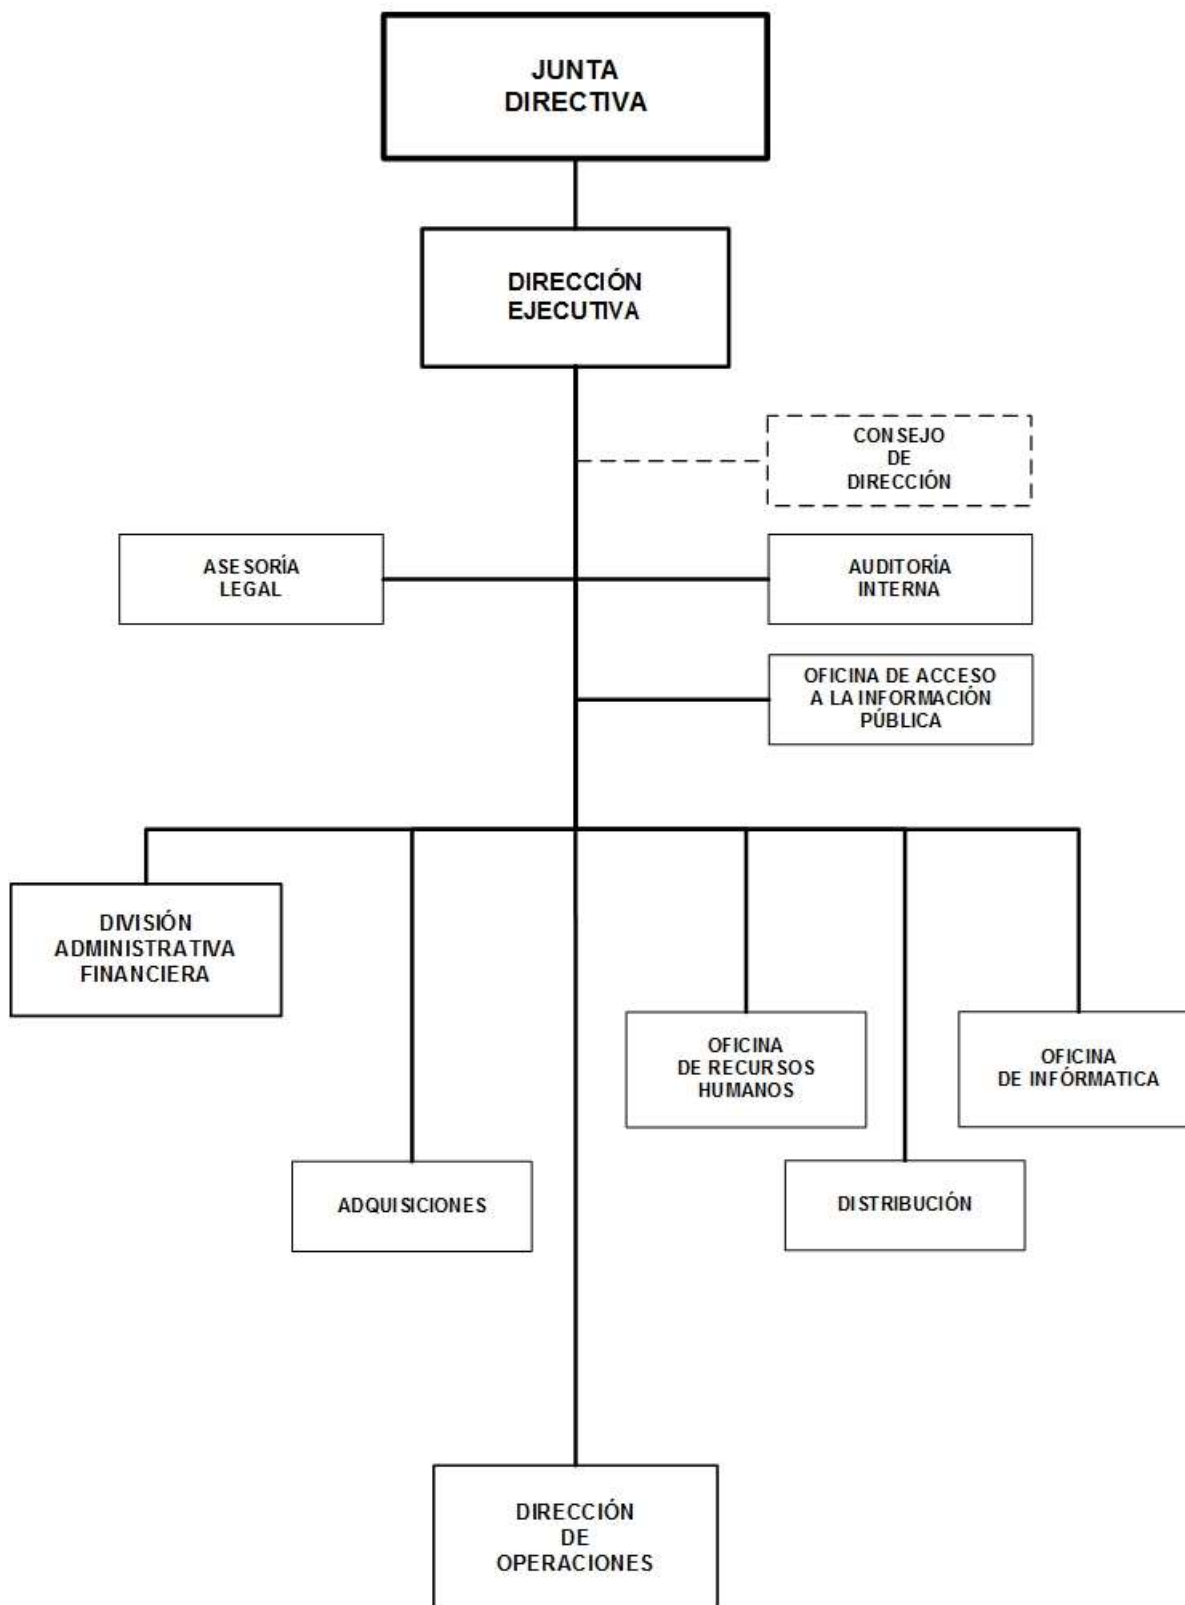 JUNTA
DIRECTIVA
DIRECCIÓN
EJECUTIVA
CONSEJO
DE
DIRECCIÓN
ASESORÍA
LEGAL
AUDITORÍA
INTERNA
OFICINA DE ACCESO
A LA INFORMACIÓN
PÚBLICA
DIVISIÓN
ADMINISTRATIVA
FINANCIERA
OFICINA
DE RECURSOS
HUMANOS
OFICINA
DE INFÓRMATICA
ADQUISICIONES
DISTRIBUCIÓN
DIRECCIÓN
DE
OPERACIONES